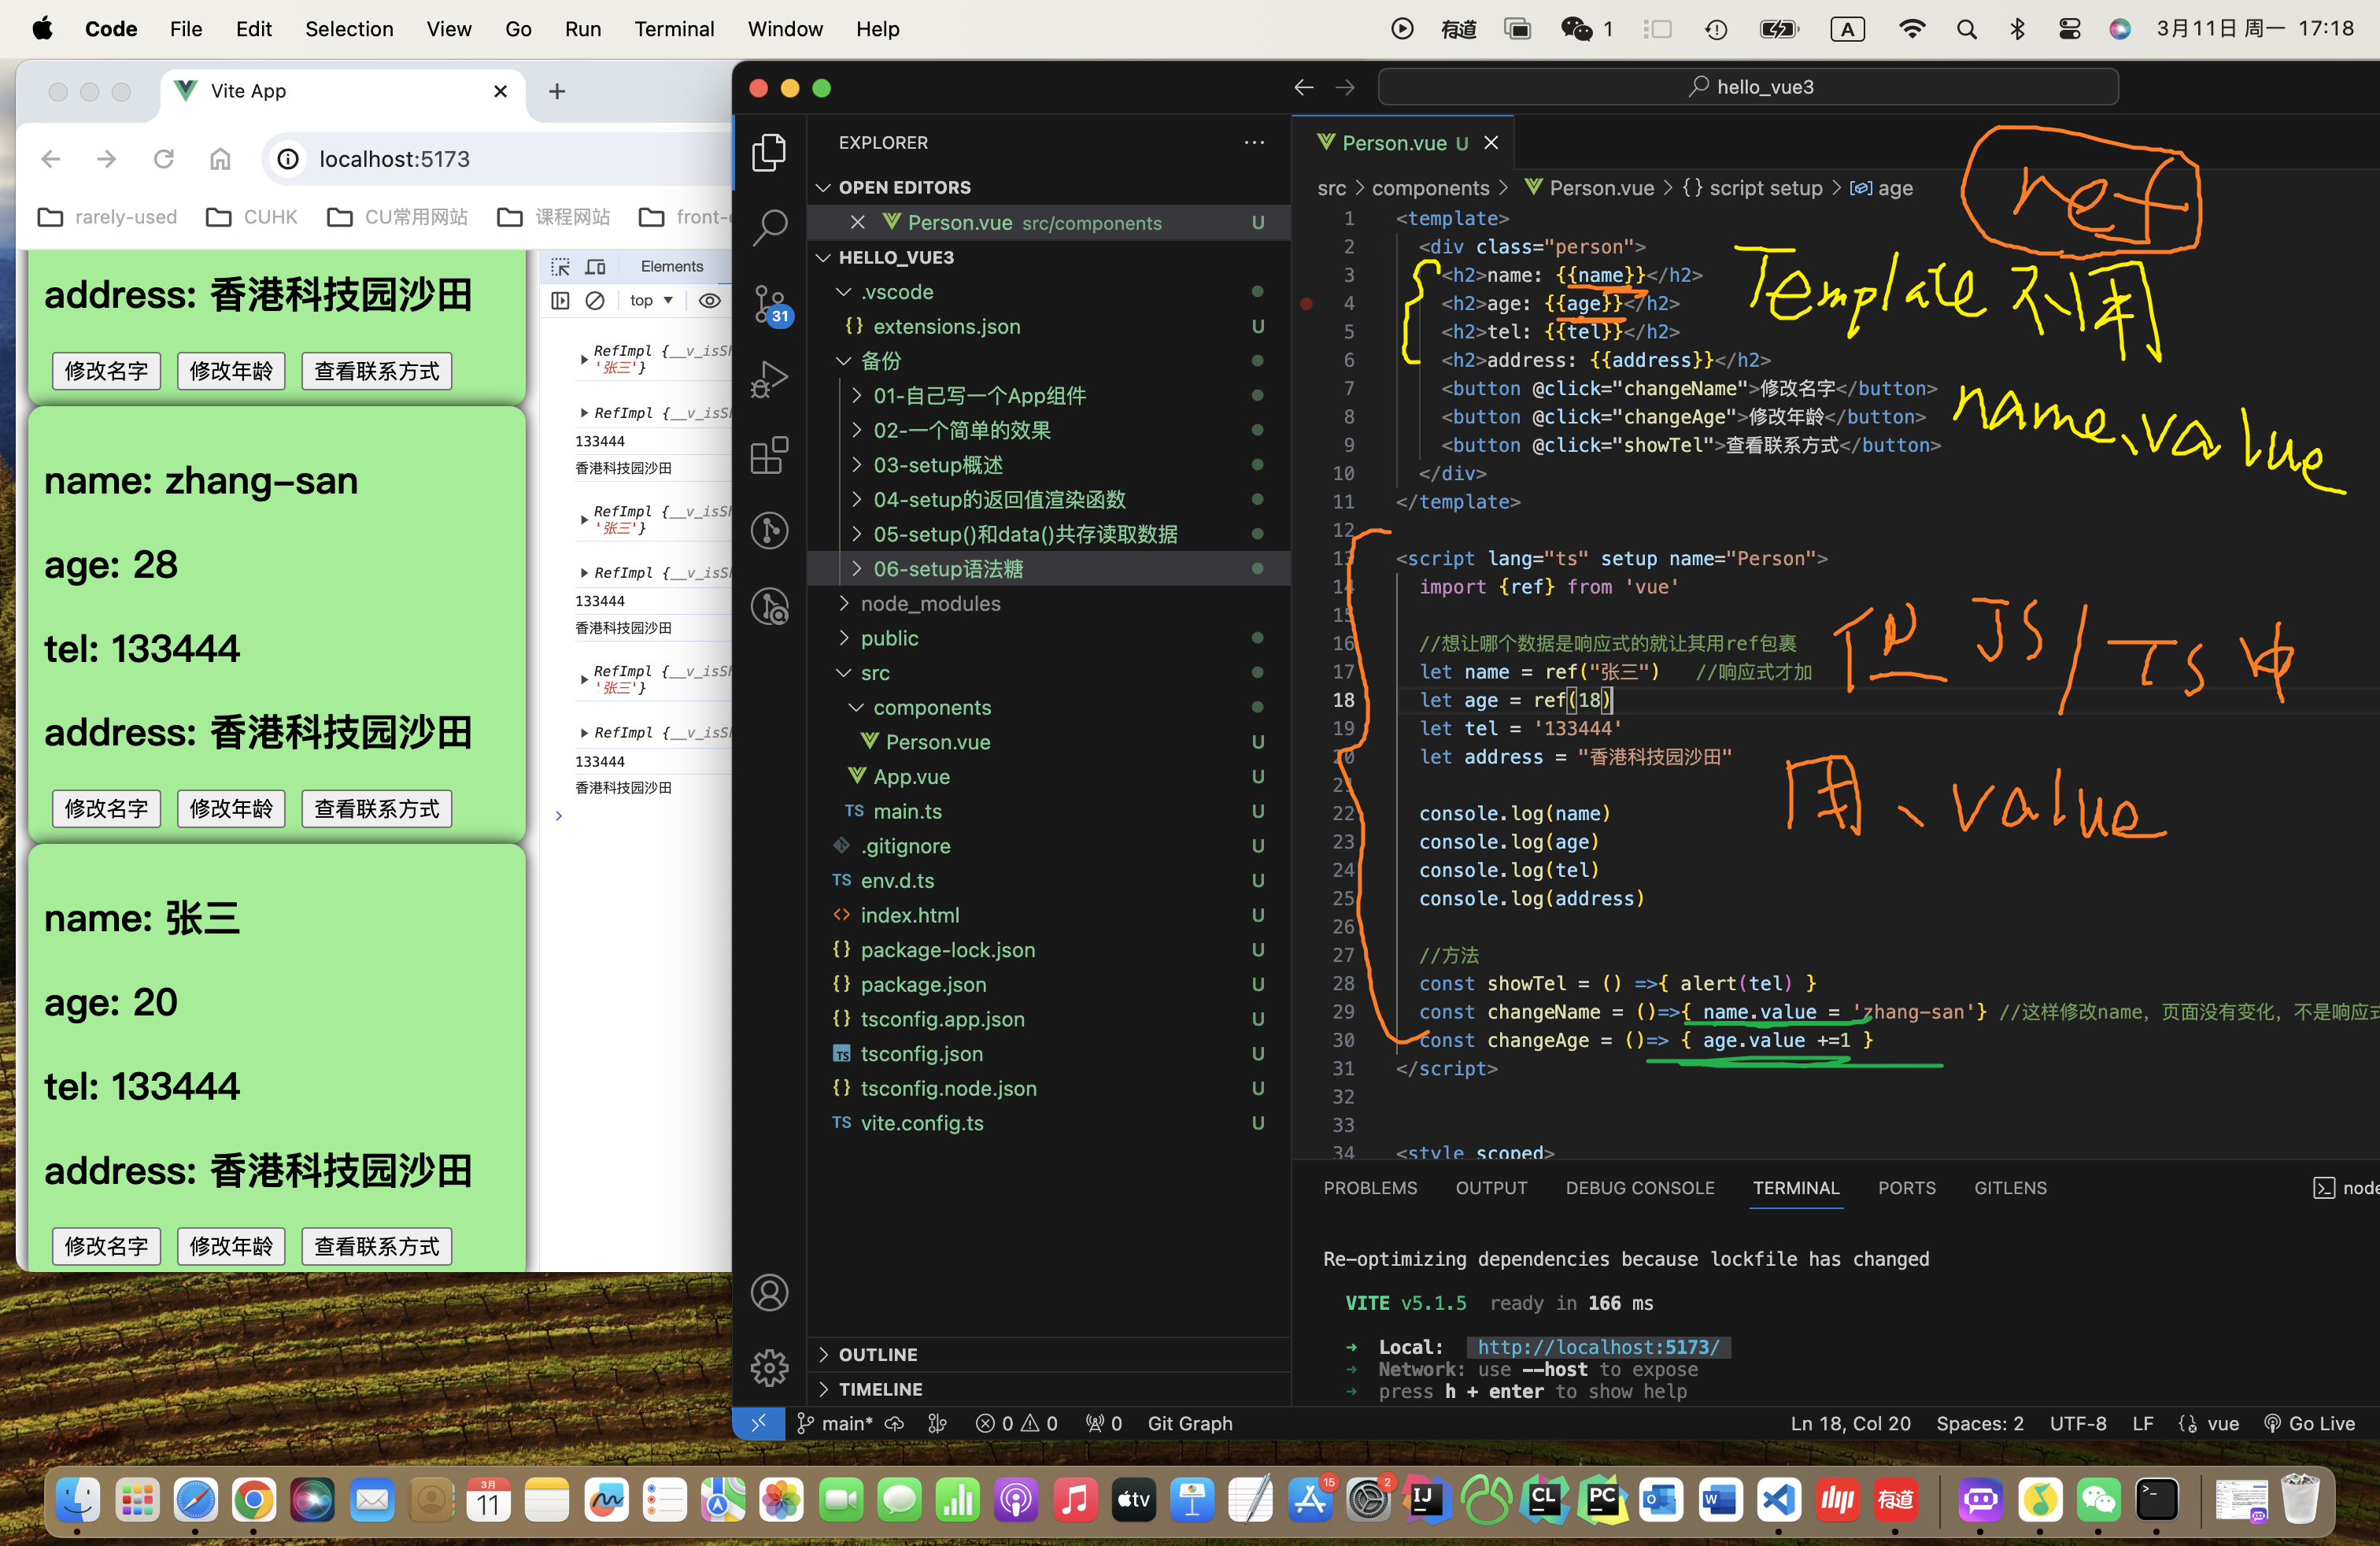 Code File Edit Selection View Go Run Terminal Window Help
有道 1 A 3月11日 周一 17:18
Vite App
localhost:5173
rarely-used CUHK CU常用网站 课程网站 front-
address: 香港科技园沙田
修改名字 修改年龄 查看联系方式
name: zhang-san
age: 28
tel: 133444
address: 香港科技园沙田
修改名字 修改年龄 查看联系方式
name: 张三
age: 20
tel: 133444
address: 香港科技园沙田
修改名字 修改年龄 查看联系方式
Elements
top
RefImpl {__v_isSh
'张三'}
RefImpl {__v_isSh
133444
香港科技园沙田
RefImpl {__v_isSh
'张三'}
RefImpl {__v_isSh
133444
香港科技园沙田
RefImpl {__v_isSh
'张三'}
RefImpl {__v_isSh
133444
香港科技园沙田
hello_vue3
31
EXPLORER
OPEN EDITORS
Person.vue src/components U
HELLO_VUE3
.vscode
{} extensions.json U
备份
01-自己写一个App组件
02-一个简单的效果
03-setup概述
04-setup的返回值渲染函数
05-setup()和data()共存读取数据
06-setup语法糖
node_modules
public
src
components
Person.vue U
App.vue U
TS main.ts U
.gitignore U
TS env.d.ts U
<> index.html U
{} package-lock.json U
{} package.json U
{} tsconfig.app.json U
TS tsconfig.json U
{} tsconfig.node.json U
TS vite.config.ts U
OUTLINE
TIMELINE
Person.vue U
src > components > Person.vue > {} script setup > age
1 <template>
2 <div class="person">
3 <h2>name: {{name}}</h2>
4 <h2>age: {{age}}</h2>
5 <h2>tel: {{tel}}</h2>
6 <h2>address: {{address}}</h2>
7 <button @click="changeName">修改名字</button>
8 <button @click="changeAge">修改年龄</button>
9 <button @click="showTel">查看联系方式</button>
10 </div>
11 </template>
12
13 <script lang="ts" setup name="Person">
14 import {ref} from 'vue'
15
16 //想让哪个数据是响应式的就让其用ref包裹
17 let name = ref("张三") //响应式才加
18 let age = ref(18)
19 let tel = '133444'
20 let address = "香港科技园沙田"
21
22 console.log(name)
23 console.log(age)
24 console.log(tel)
25 console.log(address)
26
27 //方法
28 const showTel = () =>{ alert(tel) }
29 const changeName = ()=>{ name.value = 'zhang-san'} //这样修改name，页面没有变化，不是响应式
30 const changeAge = ()=> { age.value +=1 }
31 </script>
32
33
34 <style scoped>
ref
Template 不用
name.value
但 JS/TS 中
用.value
PROBLEMS OUTPUT DEBUG CONSOLE TERMINAL PORTS GITLENS node
Re-optimizing dependencies because lockfile has changed
VITE v5.1.5 ready in 166 ms
➜ Local: http://localhost:5173/
➜ Network: use --host to expose
➜ press h + enter to show help
main* 0 0 0 Git Graph Ln 18, Col 20 Spaces: 2 UTF-8 LF vue Go Live
3月 11 tv 15 2 IJ CL PC W 有道